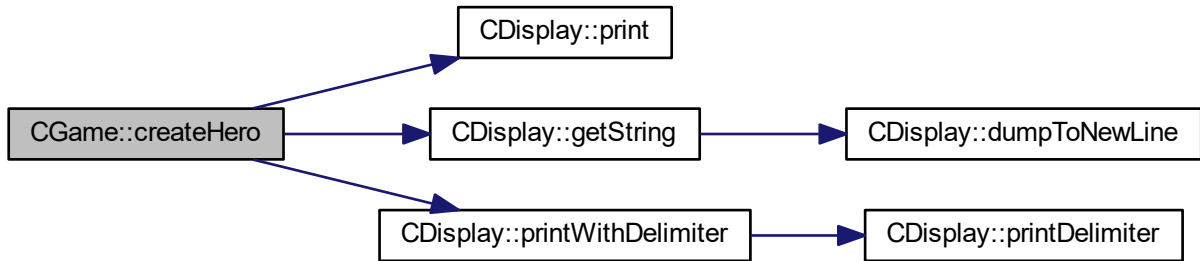 CDisplay::print
CGame::createHero
CDisplay::getString
CDisplay::dumpToNewLine
CDisplay::printWithDelimiter
CDisplay::printDelimiter